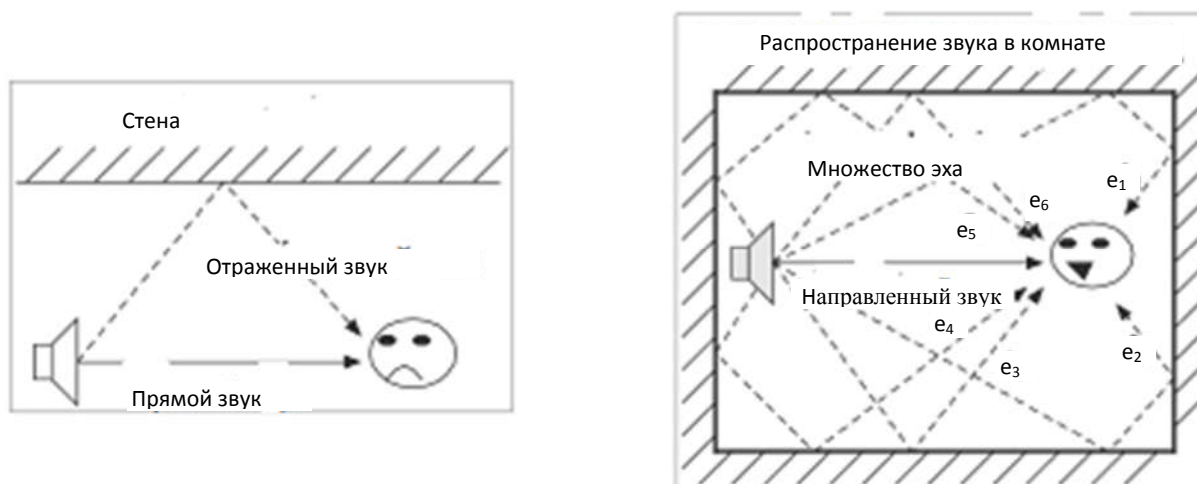 Стена
Отраженный звук
Прямой звук
Распространение звука в комнате
Множество эха
e₁
e₆
e₅
Направленный звук
e₄
e₃
e₂